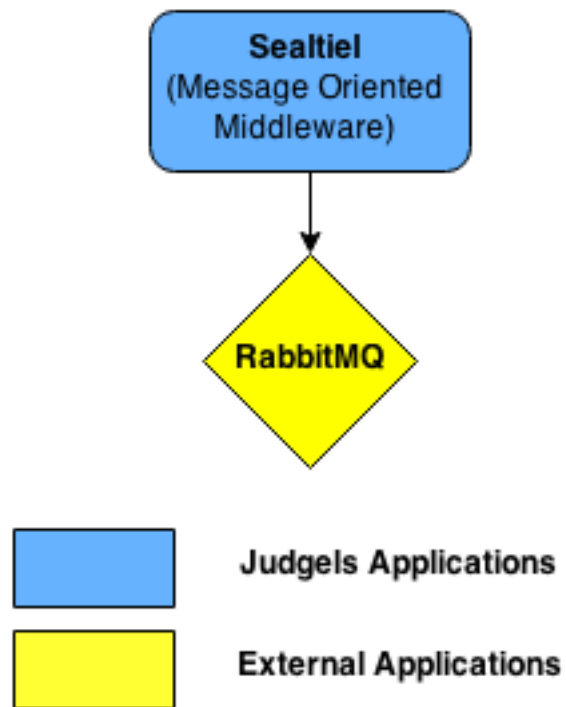 Sealtiel
(Message Oriented
Middleware)
RabbitMQ
Judgels Applications
External Applications